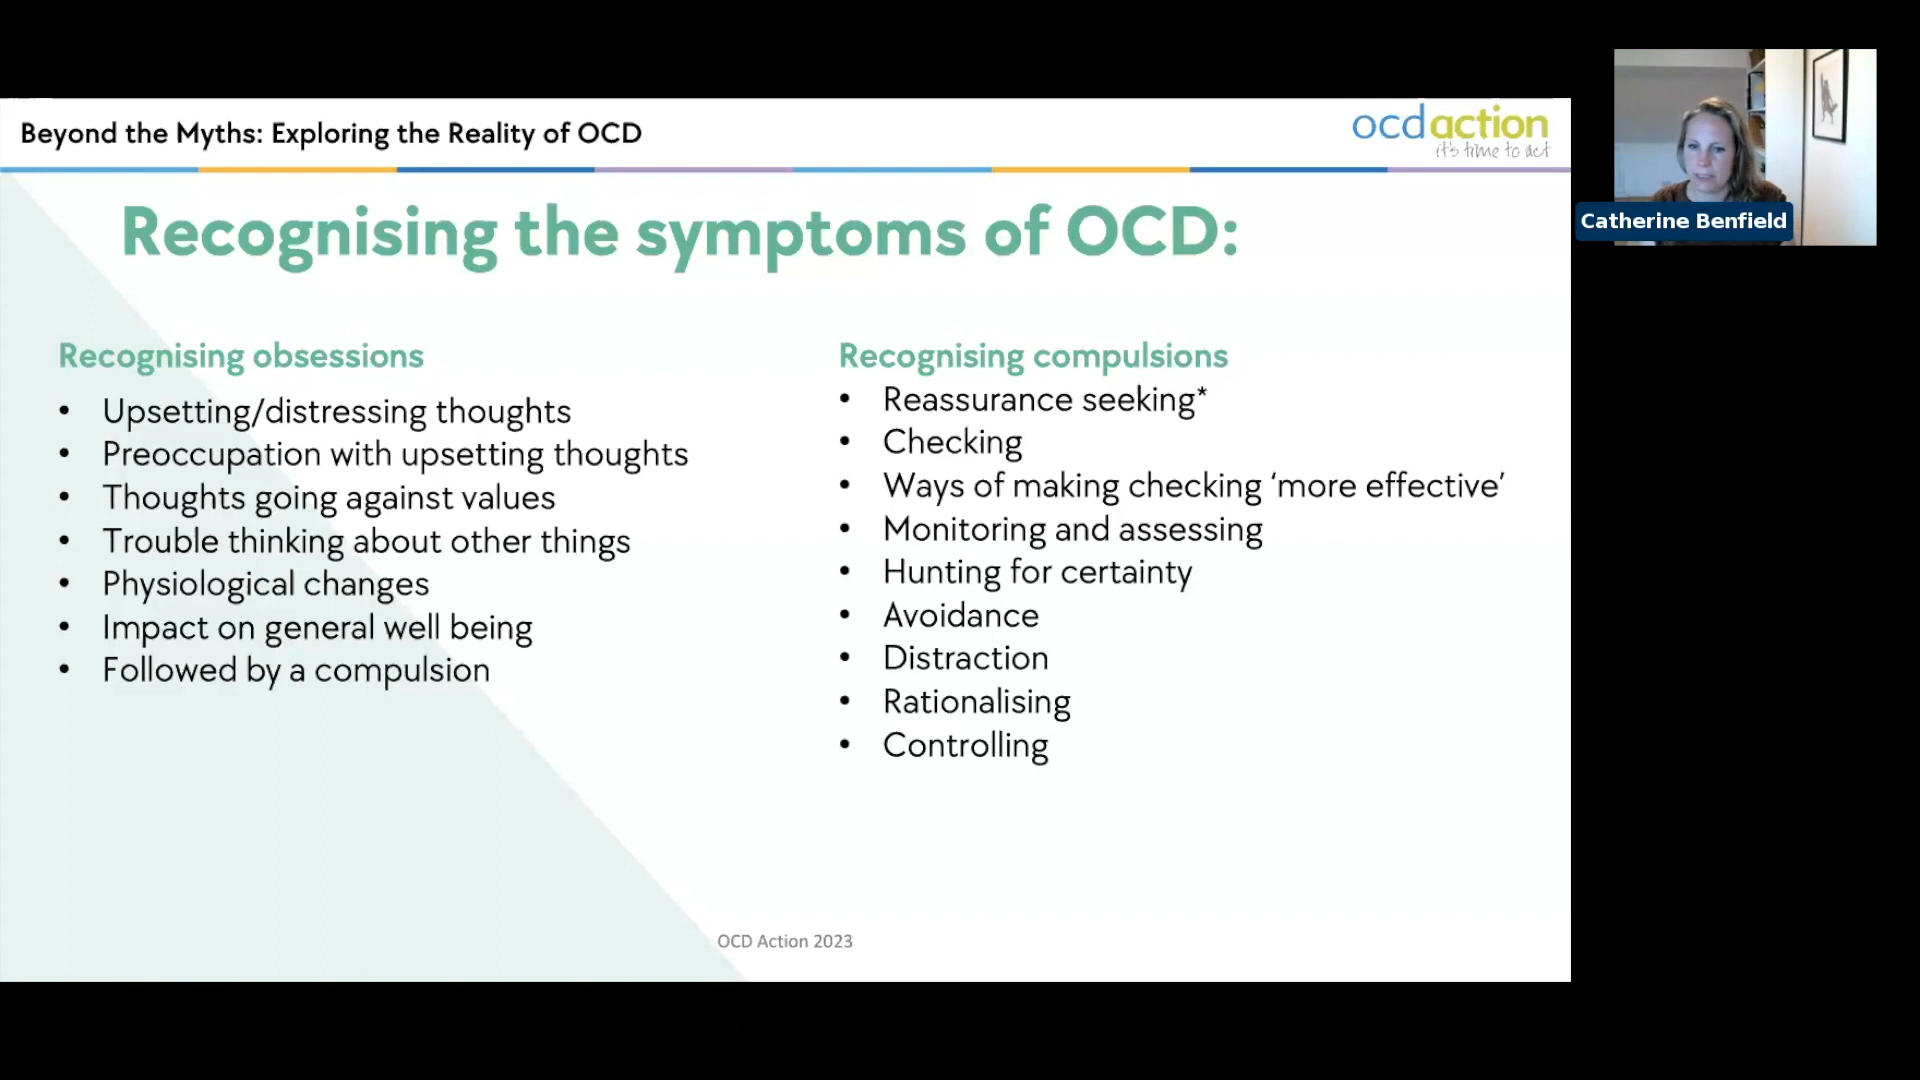 Beyond the Myths: Exploring the Reality of OCD
ocdaction
it's time to act
Catherine Benfield
Recognising the symptoms of OCD:
Recognising obsessions
• Upsetting/distressing thoughts
• Preoccupation with upsetting thoughts
• Thoughts going against values
• Trouble thinking about other things
• Physiological changes
• Impact on general well being
• Followed by a compulsion
Recognising compulsions
• Reassurance seeking*
• Checking
• Ways of making checking ‘more effective’
• Monitoring and assessing
• Hunting for certainty
• Avoidance
• Distraction
• Rationalising
• Controlling
OCD Action 2023